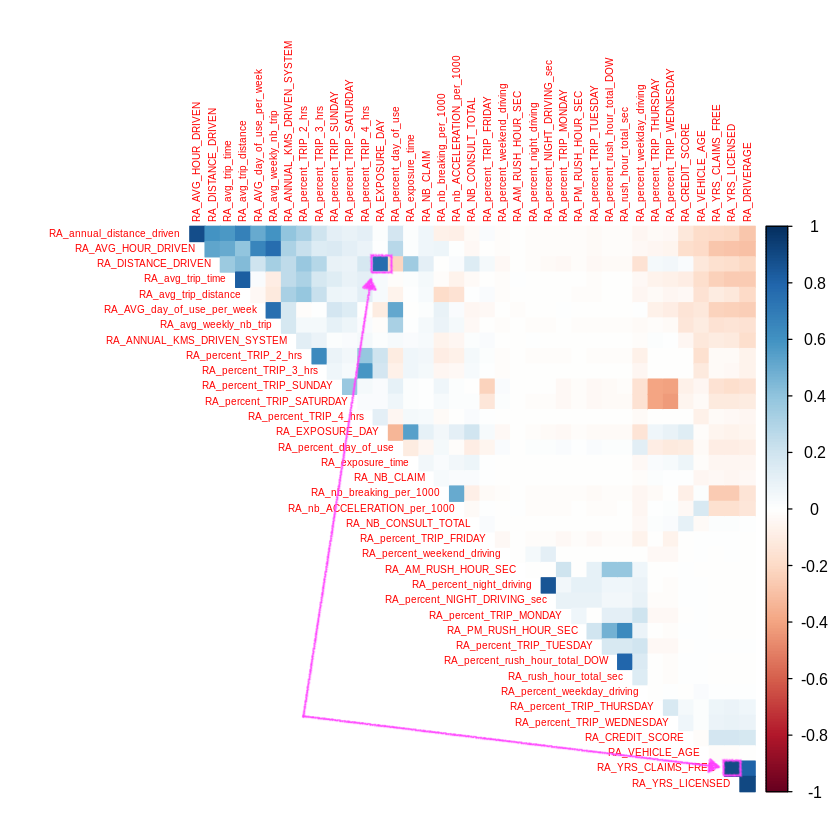 RA_AVG_HOUR_DRIVEN
RA_DISTANCE_DRIVEN
RA_avg_trip_time
RA_avg_trip_distance
RA_AVG_day_of_use_per_week
RA_avg_weekly_nb_trip
RA_ANNUAL_KMS_DRIVEN_SYSTEM
RA_percent_TRIP_2_hrs
RA_percent_TRIP_3_hrs
RA_percent_TRIP_SUNDAY
RA_percent_TRIP_SATURDAY
RA_percent_TRIP_4_hrs
RA_EXPOSURE_DAY
RA_percent_day_of_use
RA_exposure_time
RA_NB_CLAIM
RA_nb_breaking_per_1000
RA_nb_ACCELERATION_per_1000
RA_NB_CONSULT_TOTAL
RA_percent_TRIP_FRIDAY
RA_percent_weekend_driving
RA_AM_RUSH_HOUR_SEC
RA_percent_night_driving
RA_percent_NIGHT_DRIVING_sec
RA_percent_TRIP_MONDAY
RA_PM_RUSH_HOUR_SEC
RA_percent_TRIP_TUESDAY
RA_percent_rush_hour_total_DOW
RA_rush_hour_total_sec
RA_percent_weekday_driving
RA_percent_TRIP_THURSDAY
RA_percent_TRIP_WEDNESDAY
RA_CREDIT_SCORE
RA_VEHICLE_AGE
RA_YRS_CLAIMS_FREE
RA_YRS_LICENSED
RA_DRIVERAGE
RA_annual_distance_driven
RA_AVG_HOUR_DRIVEN
RA_DISTANCE_DRIVEN
RA_avg_trip_time
RA_avg_trip_distance
RA_AVG_day_of_use_per_week
RA_avg_weekly_nb_trip
RA_ANNUAL_KMS_DRIVEN_SYSTEM
RA_percent_TRIP_2_hrs
RA_percent_TRIP_3_hrs
RA_percent_TRIP_SUNDAY
RA_percent_TRIP_SATURDAY
RA_percent_TRIP_4_hrs
RA_EXPOSURE_DAY
RA_percent_day_of_use
RA_exposure_time
RA_NB_CLAIM
RA_nb_breaking_per_1000
RA_nb_ACCELERATION_per_1000
RA_NB_CONSULT_TOTAL
RA_percent_TRIP_FRIDAY
RA_percent_weekend_driving
RA_AM_RUSH_HOUR_SEC
RA_percent_night_driving
RA_percent_NIGHT_DRIVING_sec
RA_percent_TRIP_MONDAY
RA_PM_RUSH_HOUR_SEC
RA_percent_TRIP_TUESDAY
RA_percent_rush_hour_total_DOW
RA_rush_hour_total_sec
RA_percent_weekday_driving
RA_percent_TRIP_THURSDAY
RA_percent_TRIP_WEDNESDAY
RA_CREDIT_SCORE
RA_VEHICLE_AGE
RA_YRS_CLAIMS_FREE
RA_YRS_LICENSED
1
0.8
0.6
0.4
0.2
0
-0.2
-0.4
-0.6
-0.8
-1